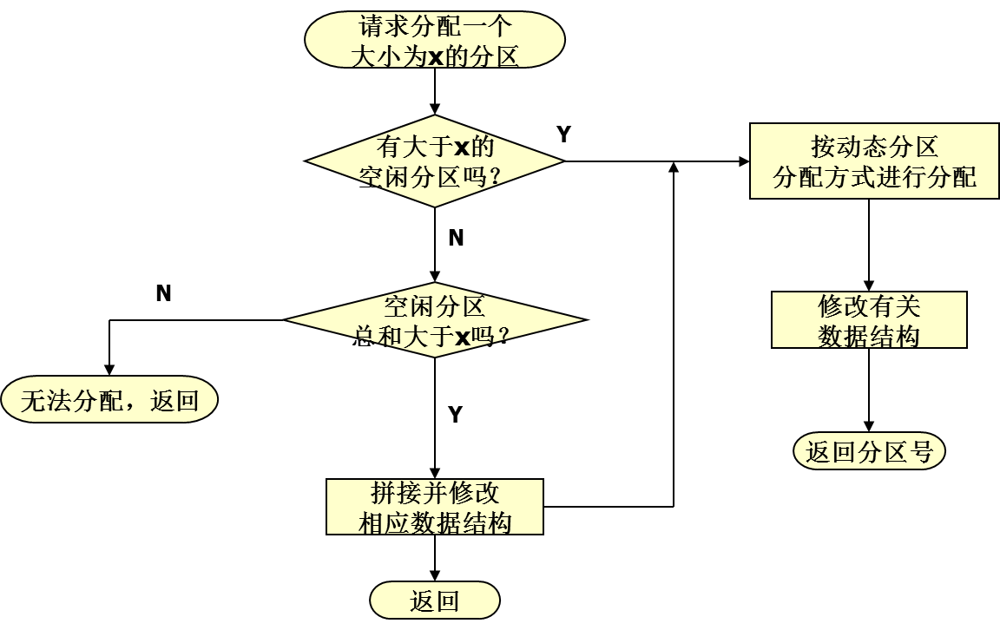 请求分配一个
大小为x的分区
有大于x的
空闲分区吗？
Y
按动态分区
分配方式进行分配
N
修改有关
数据结构
N
空闲分区
总和大于x吗？
无法分配，返回
Y
返回分区号
拼接并修改
相应数据结构
返回